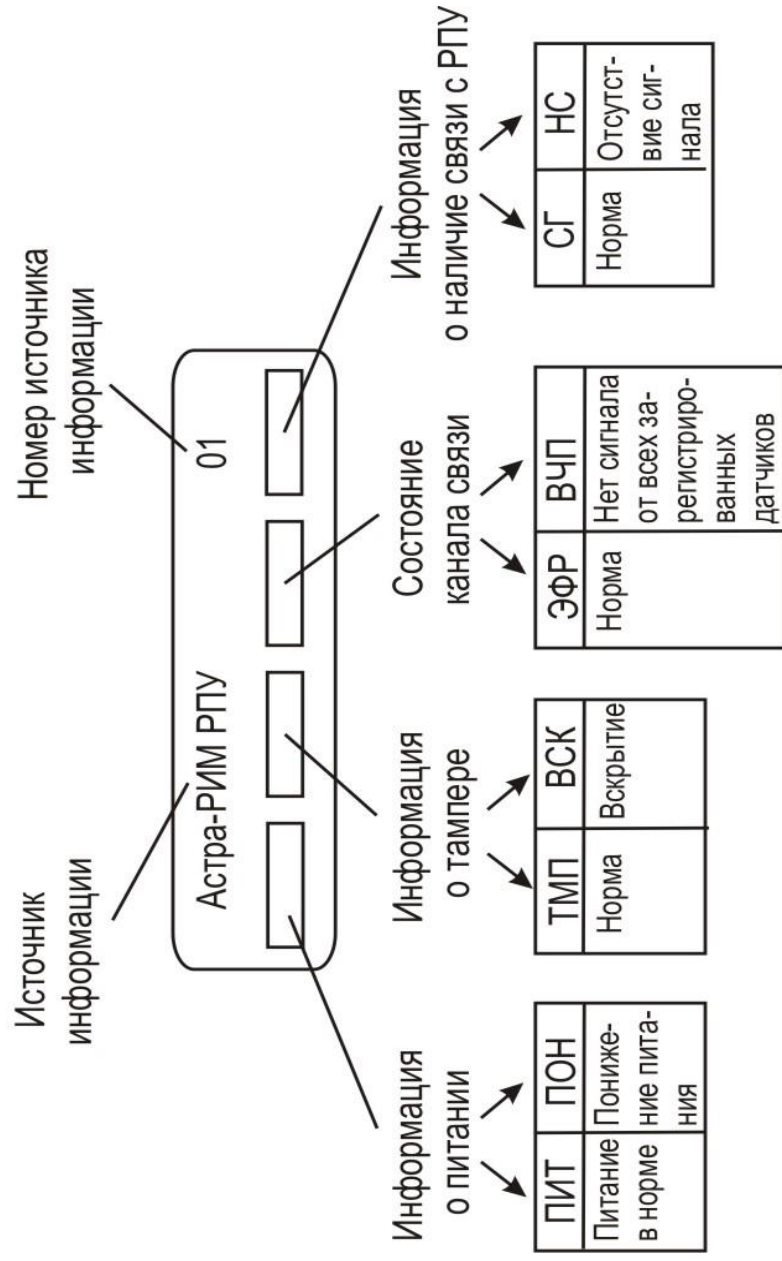 Источник
информации
Номер источника
информации
Астра-РИМ РПУ
01
Информация
о питании
Информация
о тампере
Состояние
канала связи
Информация
о наличие связи с РПУ
ПИТ
ПОН
Питание
в норме
Пониже-
ние пита-
ния
ТМП
ВСК
Норма
Вскрытие
ЭФР
ВЧП
Норма
Нет сигнала
от всех за-
регистриро-
ванных
датчиков
СГ
НС
Норма
Отсутст-
вие сиг-
нала